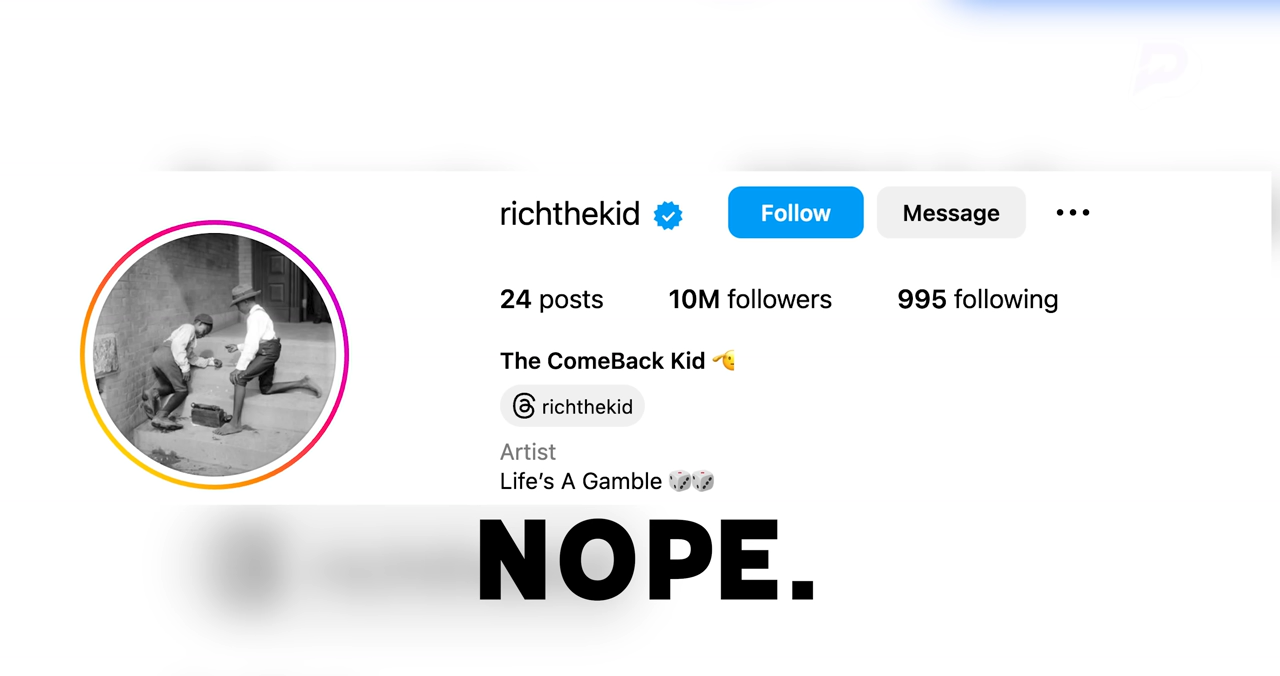 richthekid
Follow
Message
24 posts
10M followers
995 following
The ComeBack Kid 🫡
richthekid
Artist
Life’s A Gamble 🎲🎲
NOPE.